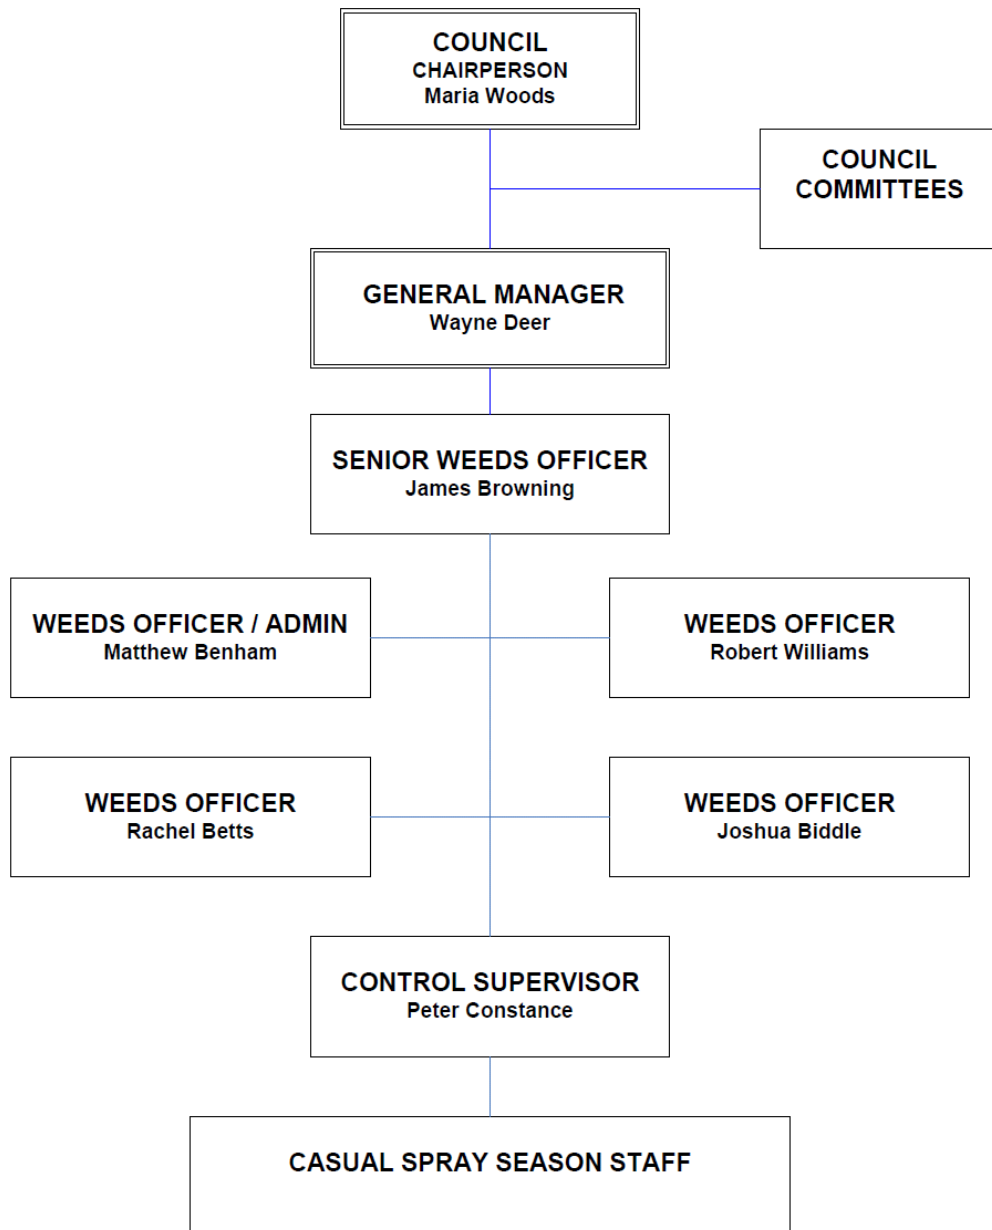 COUNCIL
CHAIRPERSON
Maria Woods
COUNCIL
COMMITTEES
GENERAL MANAGER
Wayne Deer
SENIOR WEEDS OFFICER
James Browning
WEEDS OFFICER / ADMIN
Matthew Benham
WEEDS OFFICER
Robert Williams
WEEDS OFFICER
Rachel Betts
WEEDS OFFICER
Joshua Biddle
CONTROL SUPERVISOR
Peter Constance
CASUAL SPRAY SEASON STAFF